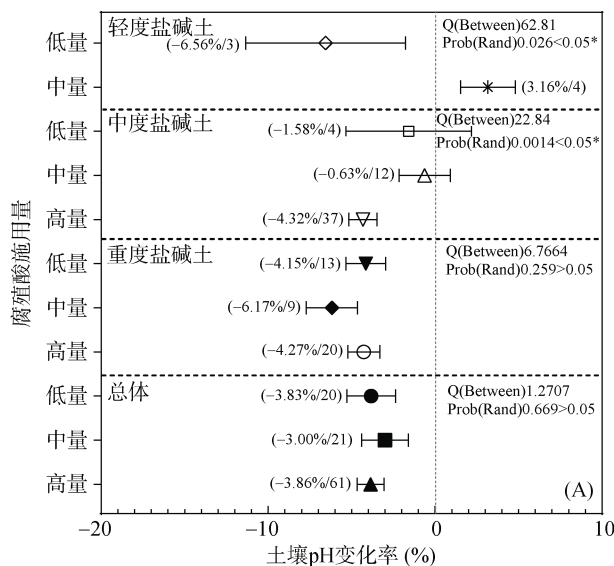 轻度盐碱土
Q(Between)62.81
低量
(−6.56%/3)
Prob(Rand)0.026<0.05*
中量
(3.16%/4)
中度盐碱土
Q(Between)22.84
低量
(−1.58%/4)
Prob(Rand)0.0014<0.05*
中量
(−0.63%/12)
高量
(−4.32%/37)
重度盐碱土
Q(Between)6.7664
低量
(−4.15%/13)
Prob(Rand)0.259>0.05
中量
(−6.17%/9)
高量
(−4.27%/20)
总体
Q(Between)1.2707
低量
(−3.83%/20)
Prob(Rand)0.669>0.05
中量
(−3.00%/21)
高量
(−3.86%/61)
(A)
腐殖酸施用量
−20
−10
0
10
土壤pH变化率 (%)